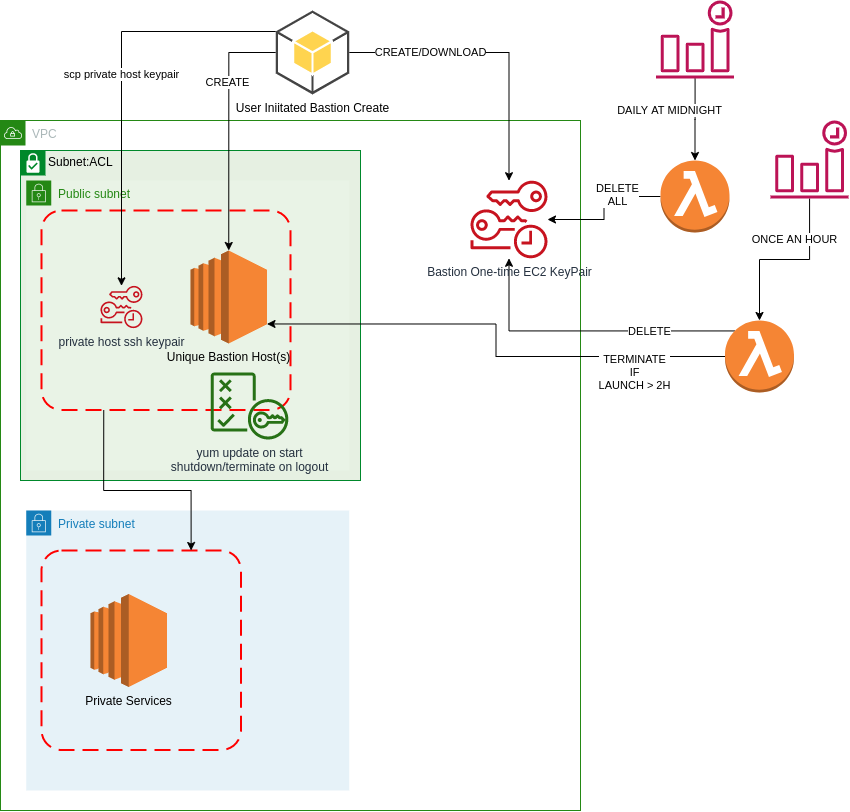 CREATE/DOWNLOAD
scp private host keypair
CREATE
User Iniitated Bastion Create
DAILY AT MIDNIGHT
VPC
Subnet:ACL
Public subnet
DELETE
ALL
ONCE AN HOUR
Bastion One-time EC2 KeyPair
private host ssh keypair
Unique Bastion Host(s)
DELETE
TERMINATE
IF
LAUNCH > 2H
yum update on start
shutdown/terminate on logout
Private subnet
Private Services